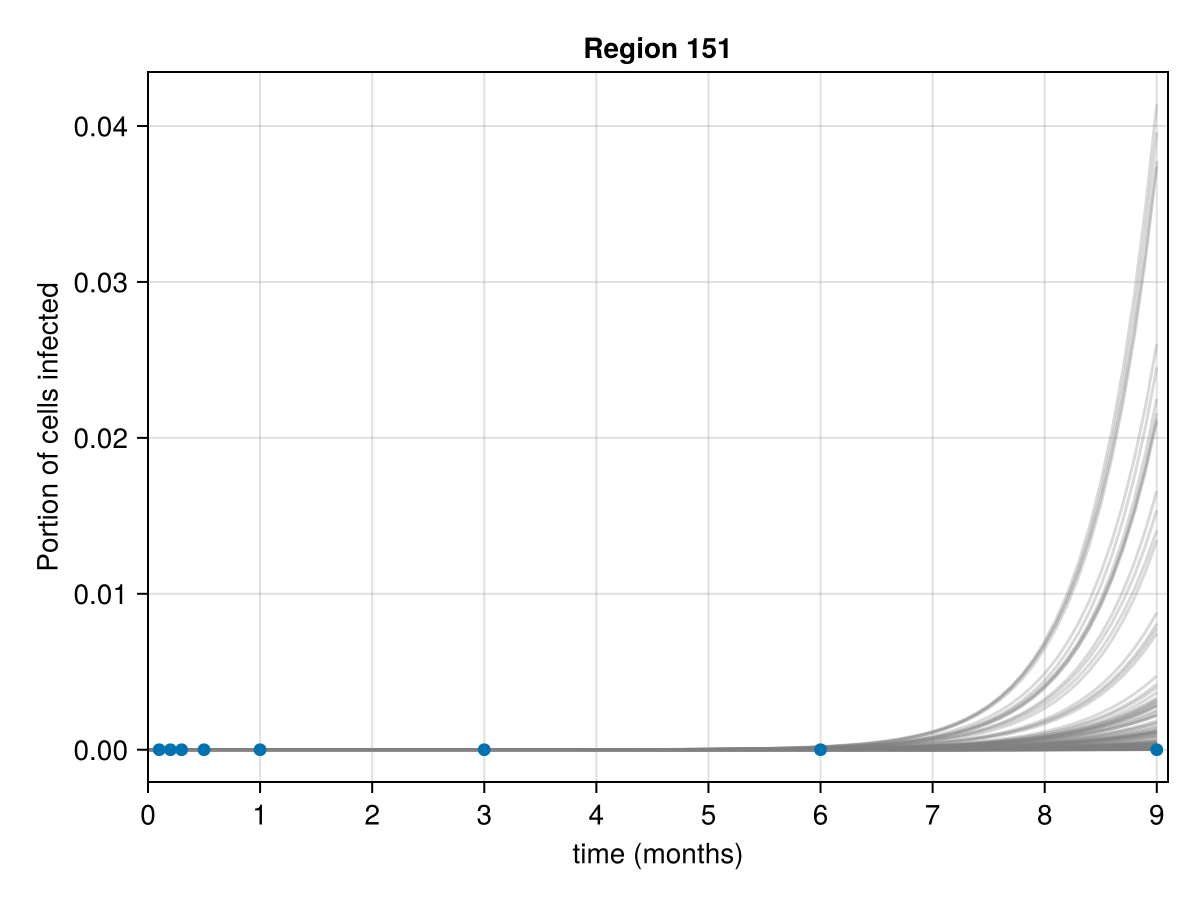 Region 151
Portion of cells infected
0.04
0.03
0.02
0.01
0.00
0 1 2 3 4 5 6 7 8 9
time (months)